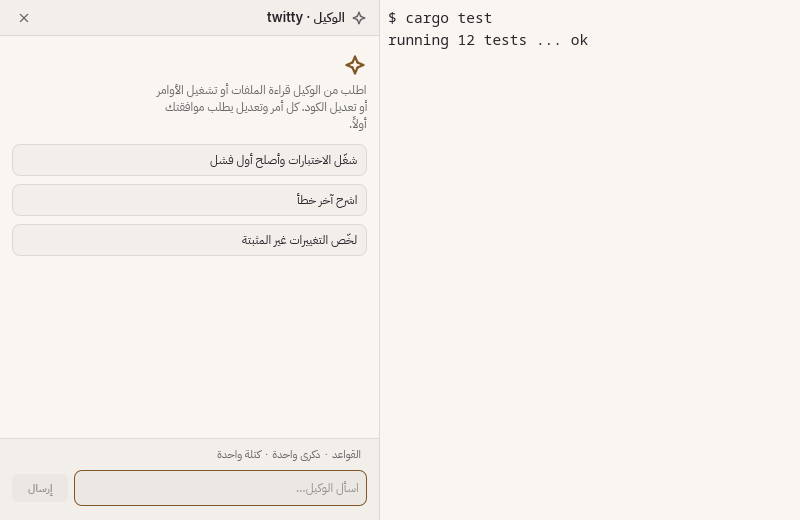 الوكيل · twitty
اطلب من الوكيل قراءة الملفات أو تشغيل الأوامر
أو تعديل الكود. كل أمر وتعديل يطلب موافقتك
أولاً.
شغّل الاختبارات وأصلح أول فشل
اشرح آخر خطأ
لخّص التغييرات غير المثبتة
القواعد · ذكرى واحدة · كتلة واحدة
اسأل الوكيل...
إرسال
$ cargo test
running 12 tests ... ok